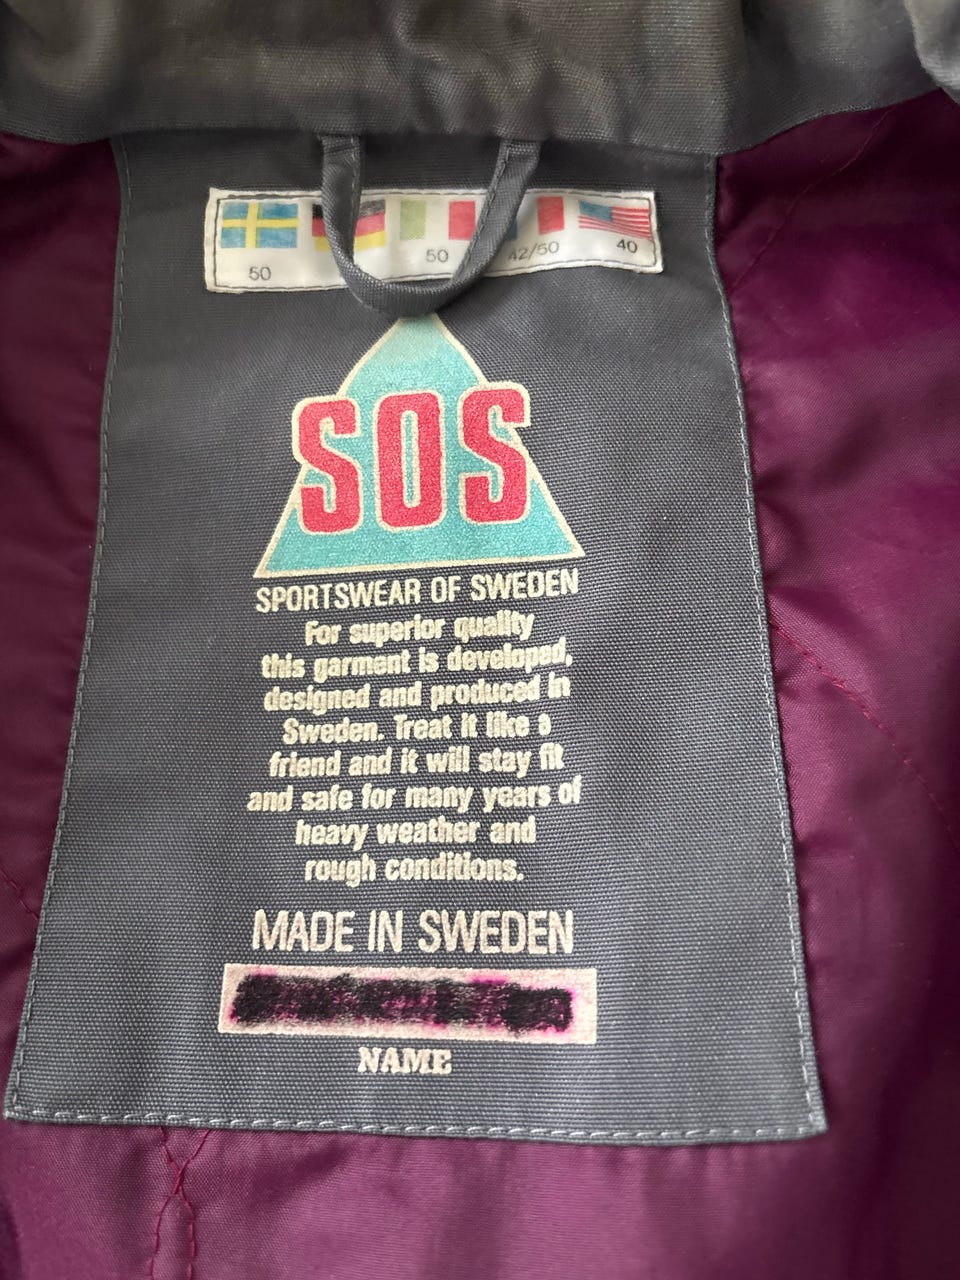 50
50
42/50
40
SOS
SPORTSWEAR OF SWEDEN
For superior quality
this garment is developed,
designed and produced in
Sweden. Treat it like a
friend and it will stay fit
and safe for many years of
heavy weather and
rough conditions.
MADE IN SWEDEN
NAME